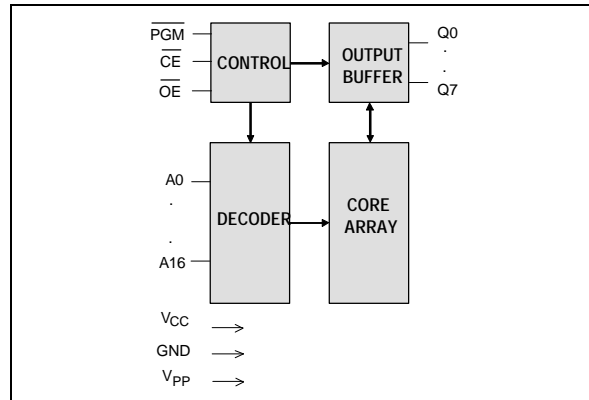 PGM
CE
OE
CONTROL
OUTPUT
BUFFER
Q0
.
.
Q7
A0
.
.
A16
DECODER
CORE
ARRAY
VCC
GND
VPP